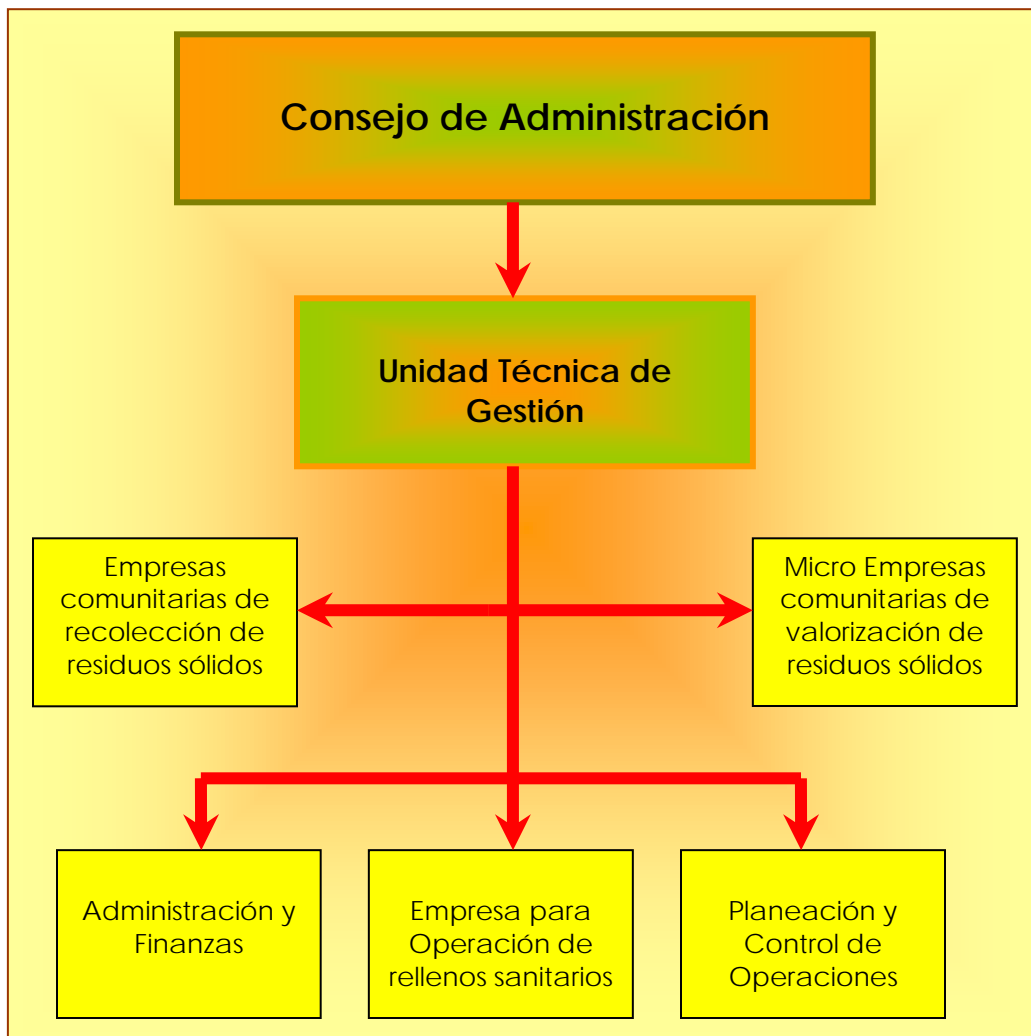 Consejo de Administración
Unidad Técnica de
Gestión
Empresas
comunitarias de
recolección de
residuos sólidos
Micro Empresas
comunitarias de
valorización de
residuos sólidos
Administración y
Finanzas
Empresa para
Operación de
rellenos sanitarios
Planeación y
Control de
Operaciones